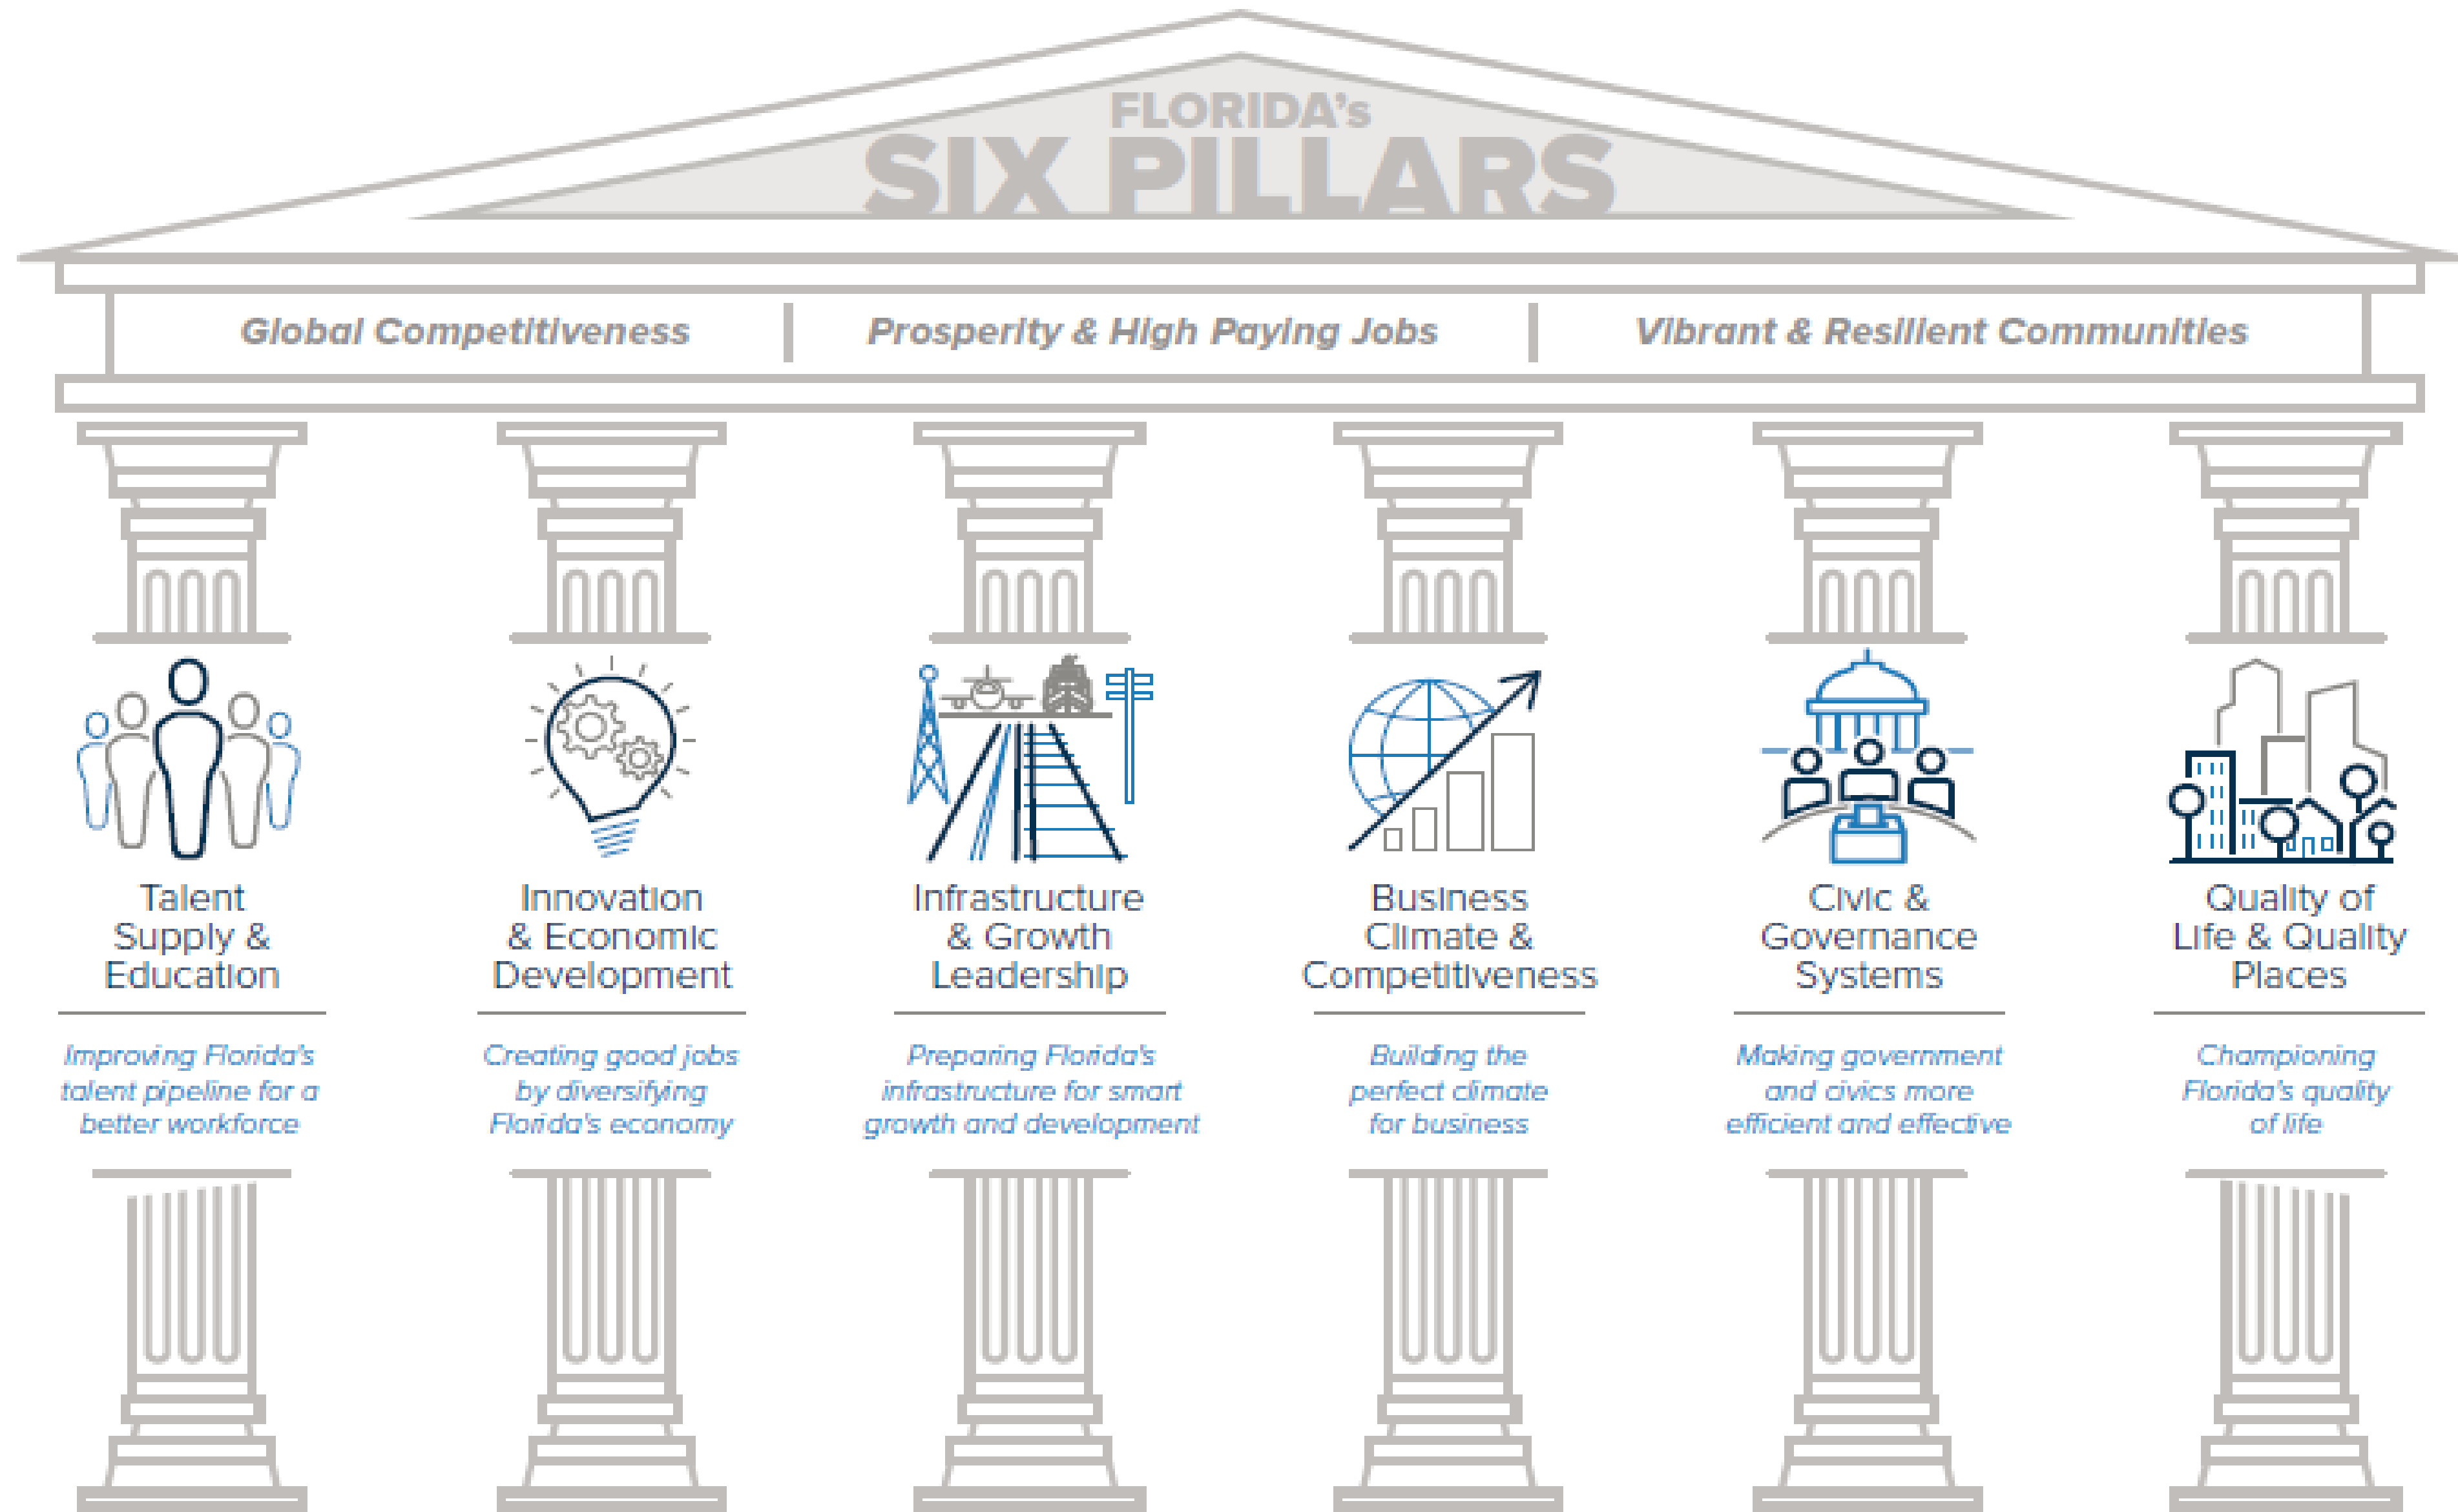 FLORIDA's
SIX PILLARS
Global Competitiveness
Prosperity & High Paying Jobs
Vibrant & Resilient Communities
Talent
Supply &
Education
Improving Florida's
talent pipeline for a
better workforce
Innovation
& Economic
Development
Creating good jobs
by diversifying
Florida's economy
Infrastructure
& Growth
Leadership
Preparing Florida's
infrastructure for smart
growth and development
Business
Climate &
Competitiveness
Building the
perfect climate
for business
Civic &
Governance
Systems
Making government
and civics more
efficient and effective
Quality of
Life & Quality
Places
Championing
Florida's quality
of life